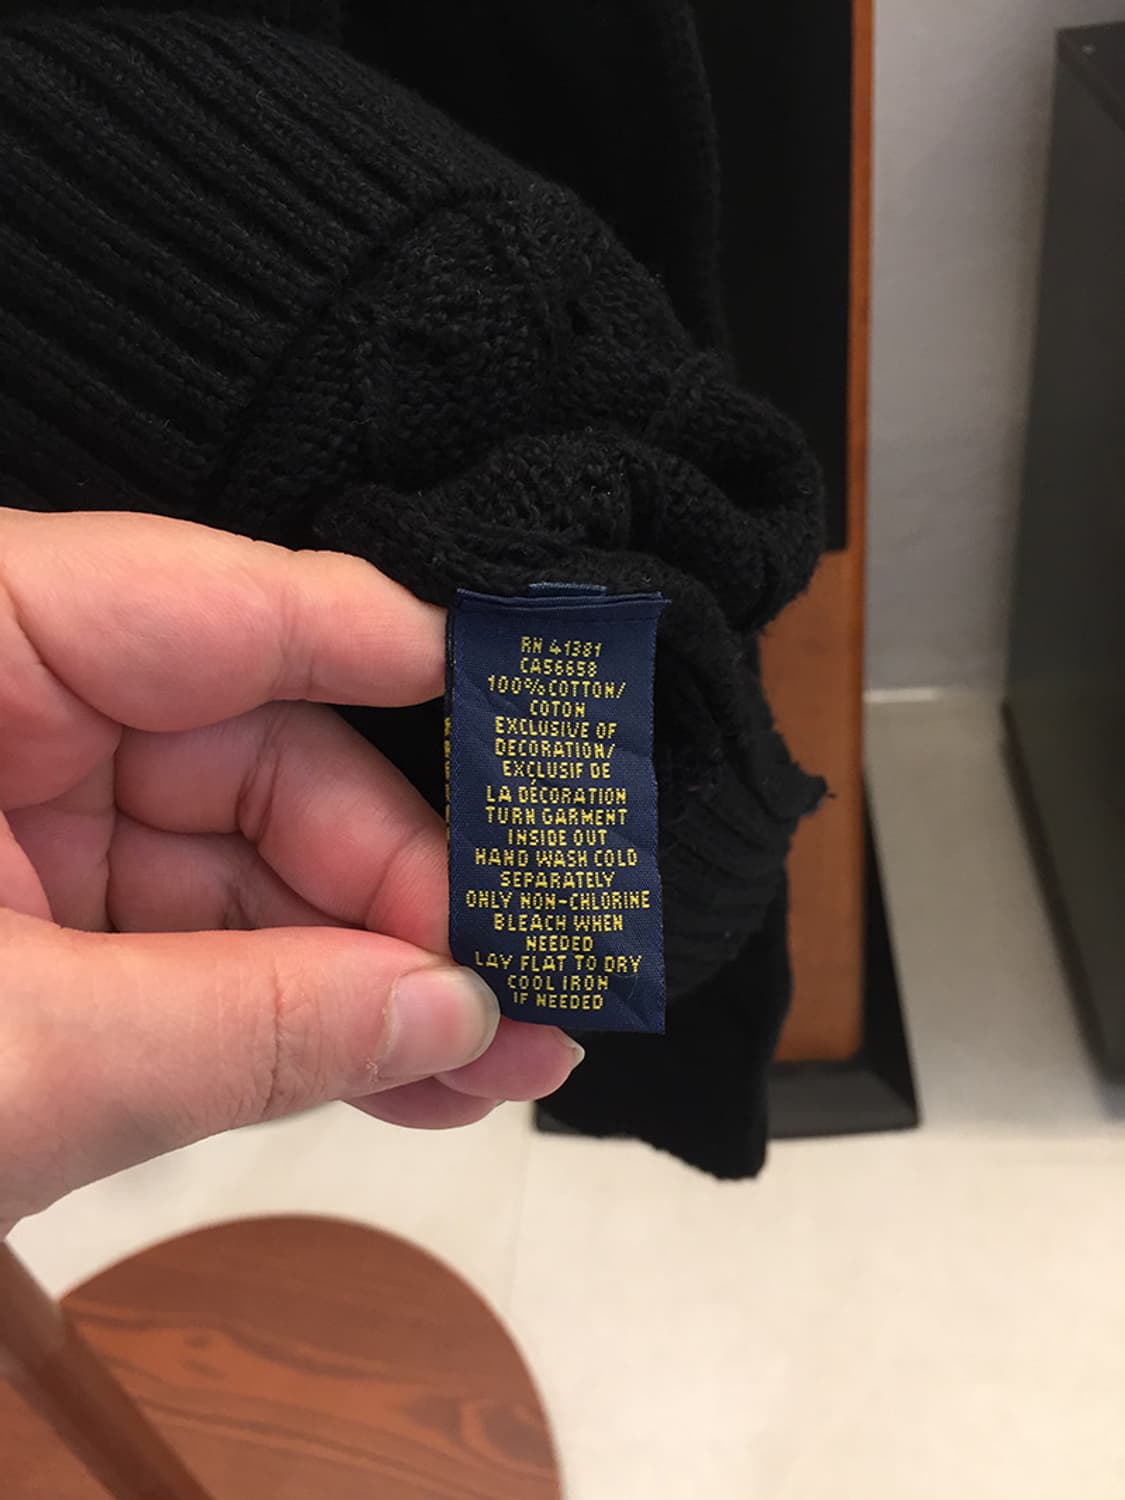 RN 41381
CA56658
100%COTTON/
COTON
EXCLUSIVE OF
DECORATION/
EXCLUSIF DE
LA DÉCORATION
TURN GARMENT
INSIDE OUT
HAND WASH COLD
SEPARATELY
ONLY NON-CHLORINE
BLEACH WHEN
NEEDED
LAY FLAT TO DRY
COOL IRON
IF NEEDED